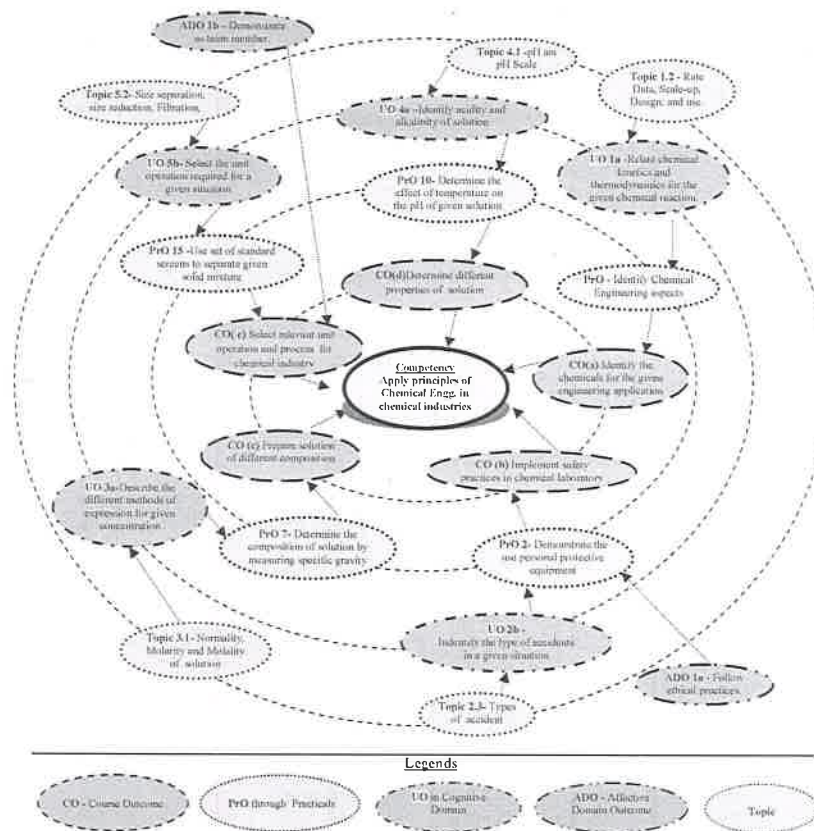 ADO 1b - Demonstrate
as team member.
Topic 4.1 -pH an
pH Scale
Topic 1.2 - Rate
Data, Scale-up,
Design, and use.
Topic 5.2- Size separation,
size reduction, Filtration,
UO 4a -Identify acidity and
alkalinity of solution
UO 5b- Select the unit
operation required for a
given situation
UO 1a -Relate chemical
kinetics and
thermodynamics for the
given chemical reaction.
PrO 10- Determine the
effect of temperature on
the pH of given solution
PrO 15 -Use set of standard
screens to separate given
solid mixture
CO(d)Determine different
properties of solution
PrO - Identify Chemical
Engineering aspects
CO( e) Select relevant unit
operation and process for
chemical industry
Competency
Apply principles of
Chemical Engg. in
chemical industries
CO(a) Identify the
chemicals for the given
engineering application
CO (c) Prepare solution
of different composition
CO (b) Implement safety
practices in chemical laboratory
UO 3a-Describe the
different methods of
expression for given
concentration
PrO 7- Determine the
composition of solution by
measuring specific gravity
PrO 2- Demonstrate the
use personal protective
equipment
UO 2b -
Indentify the type of accidents
in a given situation
Topic 3.1- Normality,
Molarity and Molality
of solution
ADO 1a - Follow
ethical practices
Topic 2.3- Types
of accident
Legends
CO - Course Outcome
PrO through Practicals
UO in Cognitive
Domain
ADO - Affective
Domain Outcome
Topic